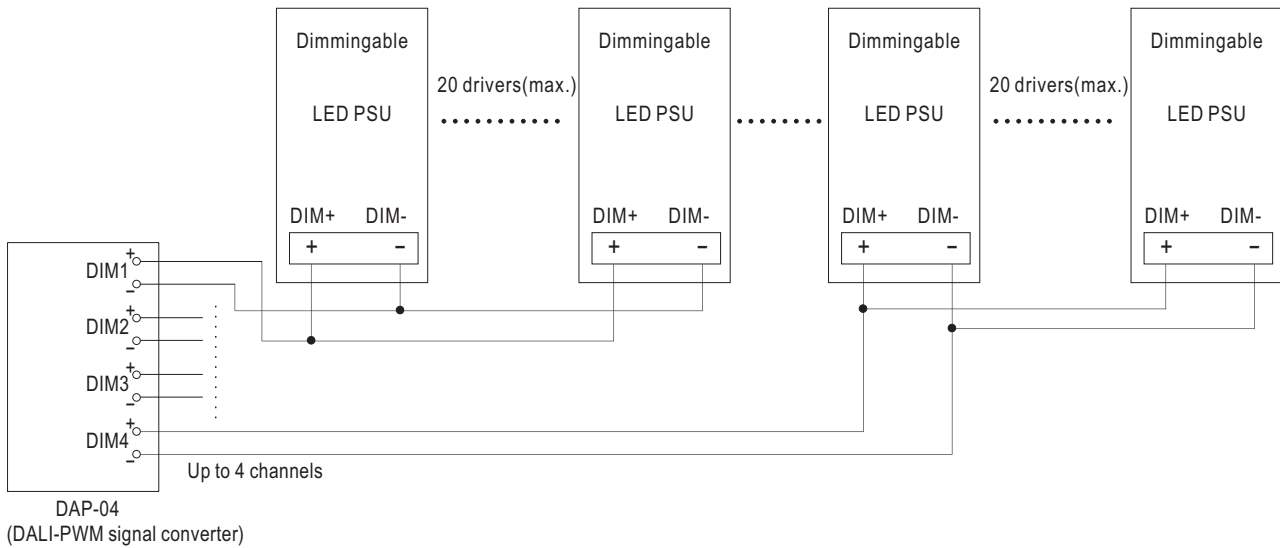 Dimmingable
Dimmingable
Dimmingable
Dimmingable
20 drivers(max.)
20 drivers(max.)
LED PSU
LED PSU
LED PSU
LED PSU
DIM+ DIM-
DIM+ DIM-
DIM+ DIM-
DIM+ DIM-
+ −
+ −
+ −
+ −
DIM1 + −
DIM2 + −
DIM3 + −
DIM4 + −
Up to 4 channels
DAP-04
(DALI-PWM signal converter)